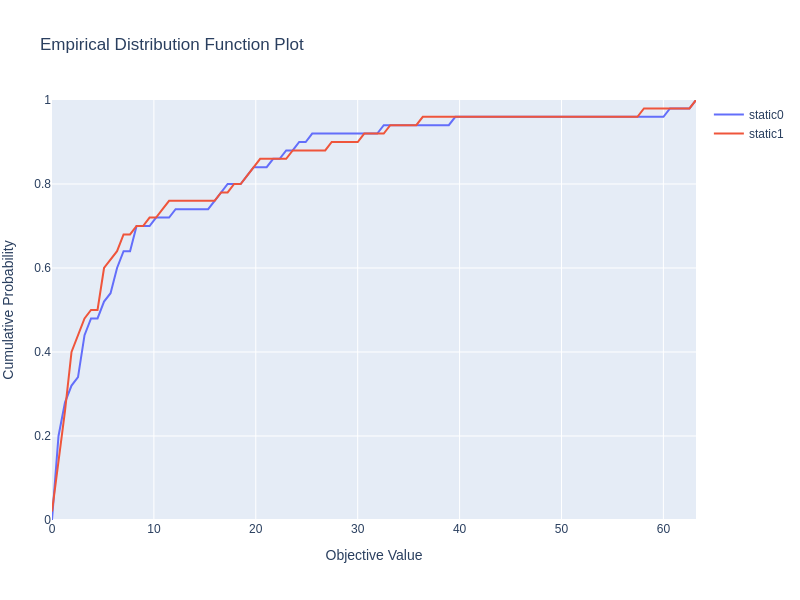 Empirical Distribution Function Plot
static0
static1
1
0.8
0.6
0.4
0.2
0
Cumulative Probability
0
10
20
30
40
50
60
Objective Value